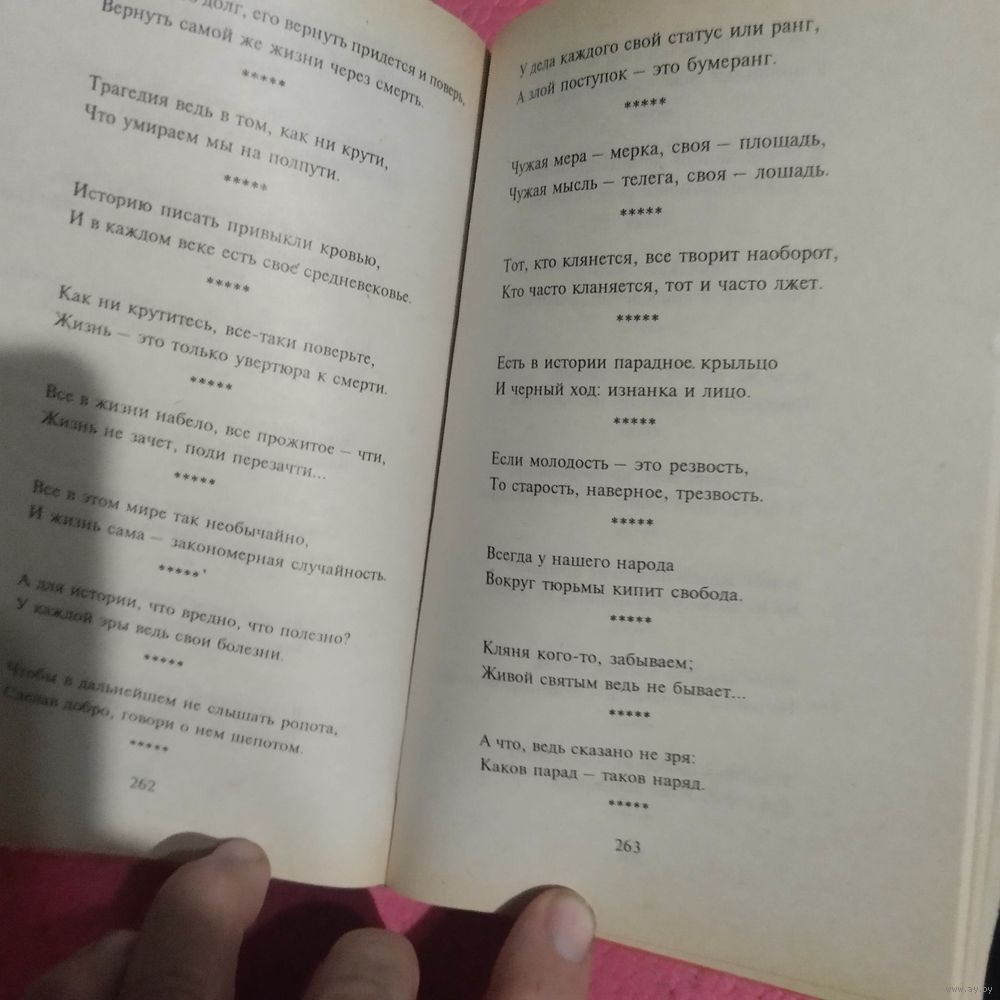 долг, его вернуть придется и поверь,
Вернуть самой же жизни через смерть.
*****
Трагедия ведь в том, как ни крути,
Что умираем мы на полпути.
*****
Историю писать привыкли кровью,
И в каждом веке есть свое средневековье.
*****
Как ни крутитесь, все-таки поверьте,
Жизнь – это только увертюра к смерти.
*****
Все в жизни набело, все прожитое – чти,
Жизнь не зачет, поди перезачти...
*****
Все в этом мире так необычайно,
И жизнь сама – закономерная случайность.
*****
А для истории, что вредно, что полезно?
У каждой эры ведь свои болезни.
*****
Чтобы в дальнейшем не слышать ропота,
Сделав добро, говори о нем шепотом.
*****
262
У дела каждого свой статус или ранг,
А злой поступок – это бумеранг.
*****
Чужая мера – мерка, своя – площадь,
Чужая мысль – телега, своя – лошадь.
*****
Тот, кто клянется, все творит наоборот,
Кто часто кланяется, тот и часто лжет.
*****
Есть в истории парадное крыльцо
И черный ход: изнанка и лицо.
*****
Если молодость – это резвость,
То старость, наверное, трезвость.
*****
Всегда у нашего народа
Вокруг тюрьмы кипит свобода.
*****
Кляня кого-то, забываем;
Живой святым ведь не бывает...
*****
А что, ведь сказано не зря:
Каков парад – таков наряд.
*****
263
www.ay.by